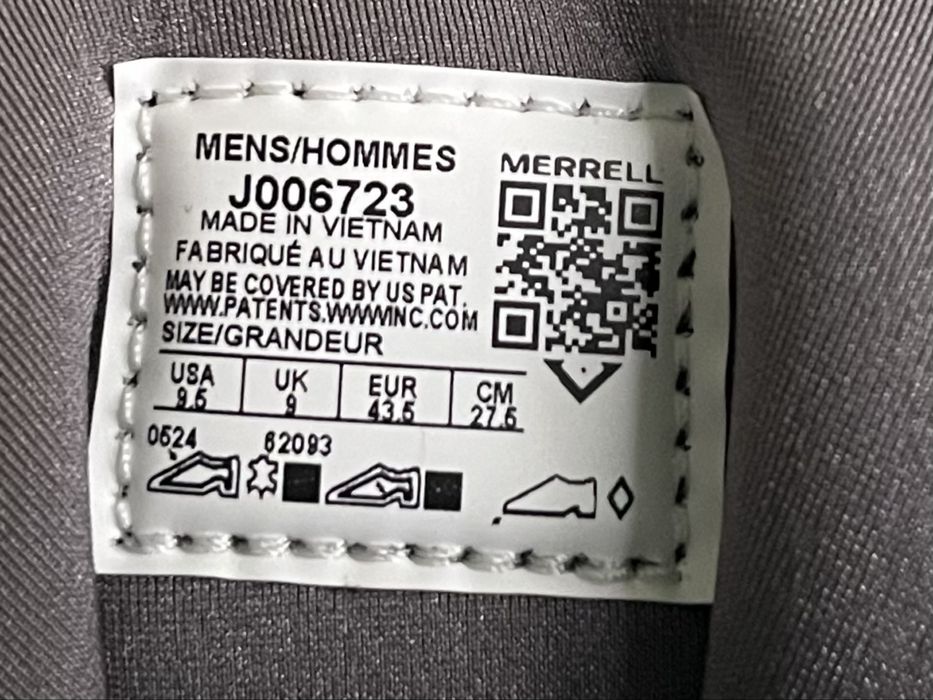 MENS/HOMMES
J006723
MADE IN VIETNAM
FABRIQUÉ AU VIETNAM
MAY BE COVERED BY US PAT.
WWW.PATENTS.WWWINC.COM
SIZE/GRANDEUR
USA UK EUR CM
9.5 9 43.5 27.5
0524 62093
MERRELL